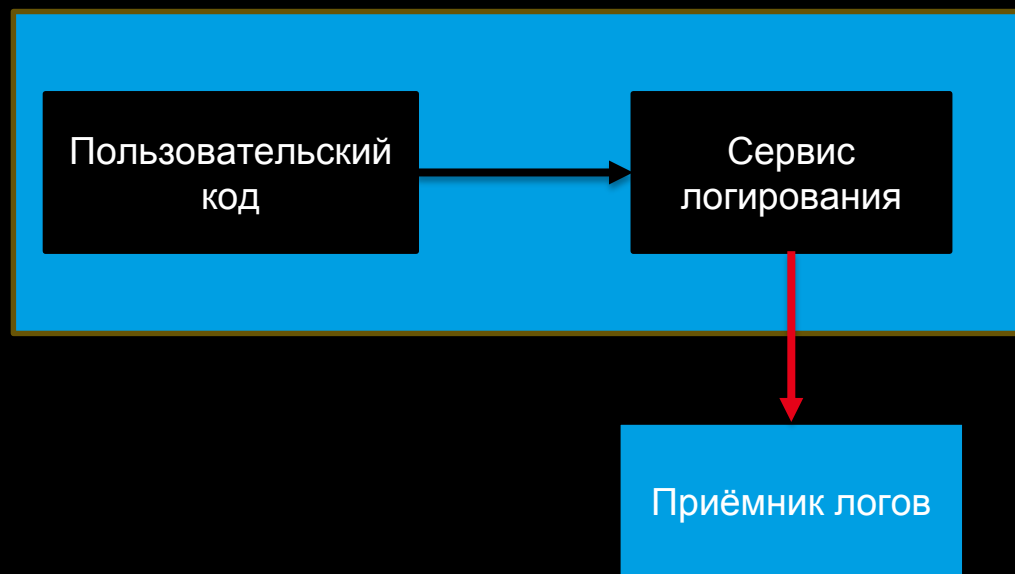 Пользовательский
код
Сервис
логирования
Приёмник логов